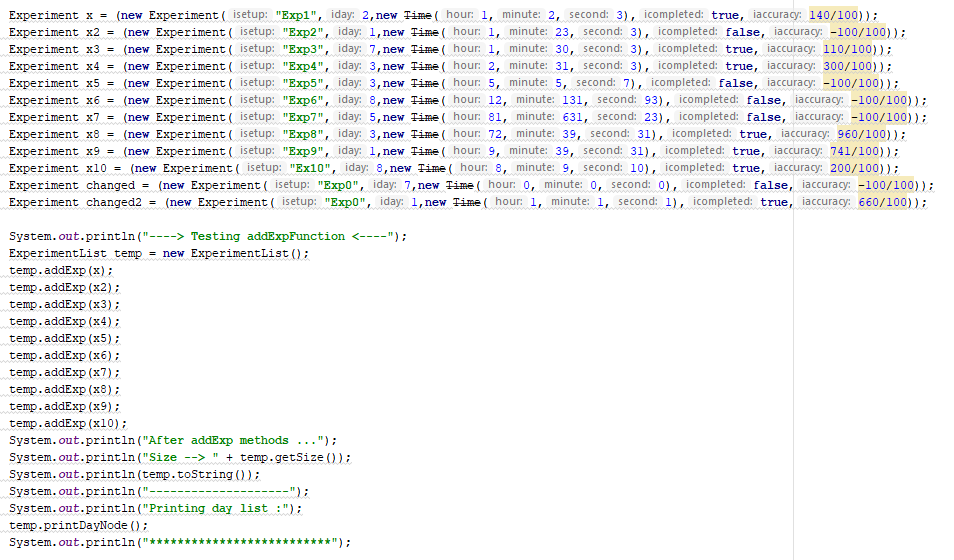 Experiment x = (new Experiment( isetup: "Exp1", iday: 2,new Time( hour: 1, minute: 2, second: 3), icompleted: true, iaccuracy: 140/100));
Experiment x2 = (new Experiment( isetup: "Exp2", iday: 1,new Time( hour: 1, minute: 23, second: 3), icompleted: false, iaccuracy: -100/100));
Experiment x3 = (new Experiment( isetup: "Exp3", iday: 7,new Time( hour: 1, minute: 30, second: 3), icompleted: true, iaccuracy: 110/100));
Experiment x4 = (new Experiment( isetup: "Exp4", iday: 3,new Time( hour: 2, minute: 31, second: 3), icompleted: true, iaccuracy: 300/100));
Experiment x5 = (new Experiment( isetup: "Exp5", iday: 3,new Time( hour: 5, minute: 5, second: 7), icompleted: false, iaccuracy: -100/100));
Experiment x6 = (new Experiment( isetup: "Exp6", iday: 8,new Time( hour: 12, minute: 131, second: 93), icompleted: false, iaccuracy: -100/100));
Experiment x7 = (new Experiment( isetup: "Exp7", iday: 5,new Time( hour: 81, minute: 631, second: 23), icompleted: false, iaccuracy: -100/100));
Experiment x8 = (new Experiment( isetup: "Exp8", iday: 3,new Time( hour: 72, minute: 39, second: 31), icompleted: true, iaccuracy: 960/100));
Experiment x9 = (new Experiment( isetup: "Exp9", iday: 1,new Time( hour: 9, minute: 39, second: 31), icompleted: true, iaccuracy: 741/100));
Experiment x10 = (new Experiment( isetup: "Ex10", iday: 8,new Time( hour: 8, minute: 9, second: 10), icompleted: true, iaccuracy: 200/100));
Experiment changed = (new Experiment( isetup: "Exp0", iday: 7,new Time( hour: 0, minute: 0, second: 0), icompleted: false, iaccuracy: -100/100));
Experiment changed2 = (new Experiment( isetup: "Exp0", iday: 1,new Time( hour: 1, minute: 1, second: 1), icompleted: true, iaccuracy: 660/100));
System.out.println("----> Testing addExpFunction <----");
ExperimentList temp = new ExperimentList();
temp.addExp(x);
temp.addExp(x2);
temp.addExp(x3);
temp.addExp(x4);
temp.addExp(x5);
temp.addExp(x6);
temp.addExp(x7);
temp.addExp(x8);
temp.addExp(x9);
temp.addExp(x10);
System.out.println("After addExp methods ...");
System.out.println("Size --> " + temp.getSize());
System.out.println(temp.toString());
System.out.println("---------------------");
System.out.println("Printing day list :");
temp.printDayNode();
System.out.println("**************************");